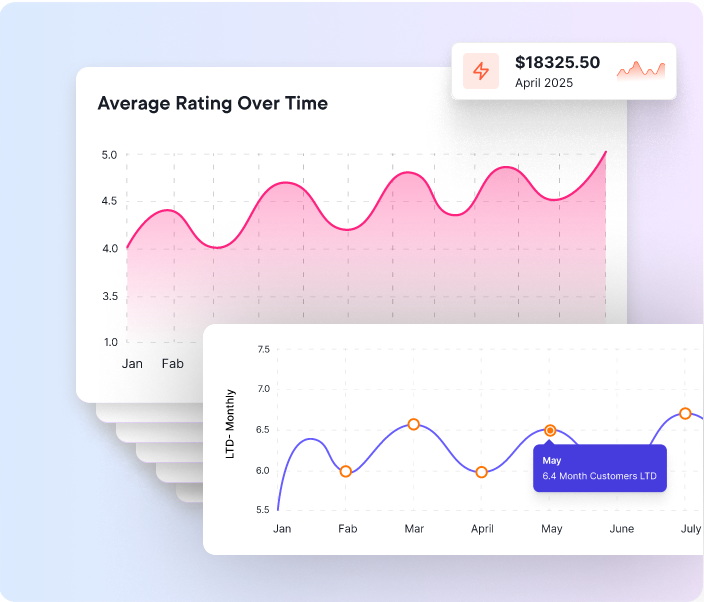 $18325.50
April 2025
Average Rating Over Time
5.0
4.5
4.0
3.5
1.0
Jan Fab
LTD- Monthly
7.5
7.0
6.5
6.0
5.5
May
6.4 Month Customers LTD
Jan Fab Mar April May June July